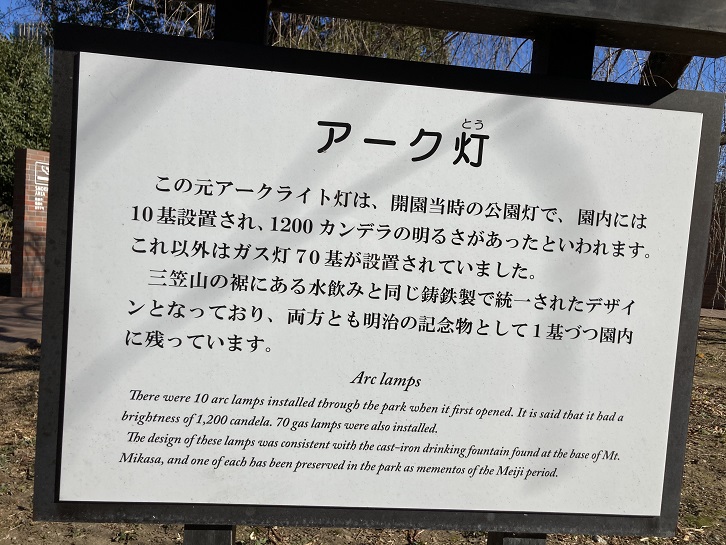 とう
アーク灯
この元アークライト灯は、開園当時の公園灯で、園内には
10基設置され、1200カンデラの明るさがあったといわれます。
これ以外はガス灯70基が設置されていました。
三笠山の裾にある水飲みと同じ鋳鉄製で統一されたデザイ
ンとなっており、両方とも明治の記念物として1基づつ園内
に残っています。
Arc lamps
There were 10 arc lamps installed through the park when it first opened. It is said that it had a
brightness of 1,200 candela. 70 gas lamps were also installed.
The design of these lamps was consistent with the cast-iron drinking fountain found at the base of Mt.
Mikasa, and one of each has been preserved in the park as mementos of the Meiji period.